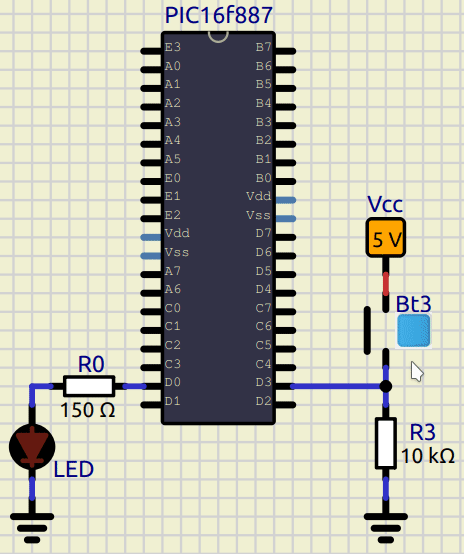 PIC16f887
E3 B7
A0 B6
A1 B5
A2 B4
A3 B3
A4 B2
A5 B1
E0 B0
E1 Vdd
E2 Vss
Vdd D7
Vss D6
A7 D5
A6 D4
C0 C7
C1 C6
C2 C5
C3 C4
D0 D3
D1 D2
Vcc
5 V
Bt3
R0
150 Ω
LED
R3
10 kΩ